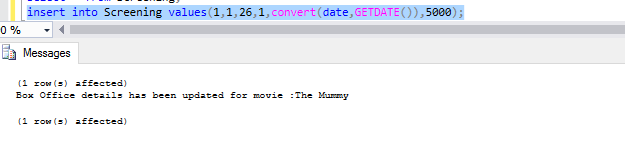 insert into Screening values(1,1,26,1,convert(date,GETDATE()),5000);
0 %
Messages
(1 row(s) affected)
Box Office details has been updated for movie :The Mummy
(1 row(s) affected)